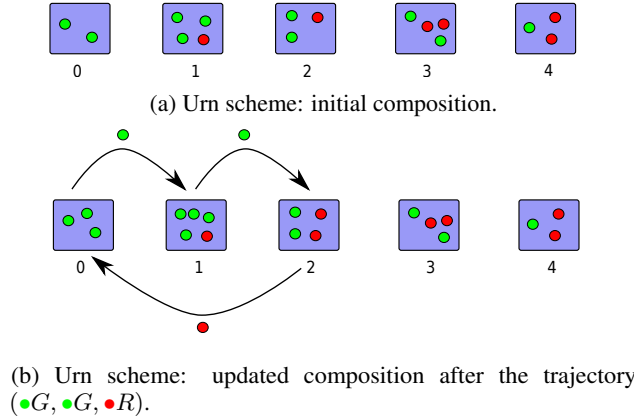 0 1 2 3 4
(a) Urn scheme: initial composition.
0 1 2 3 4
(b) Urn scheme: updated composition after the trajectory
(●G, ●G, ●R).